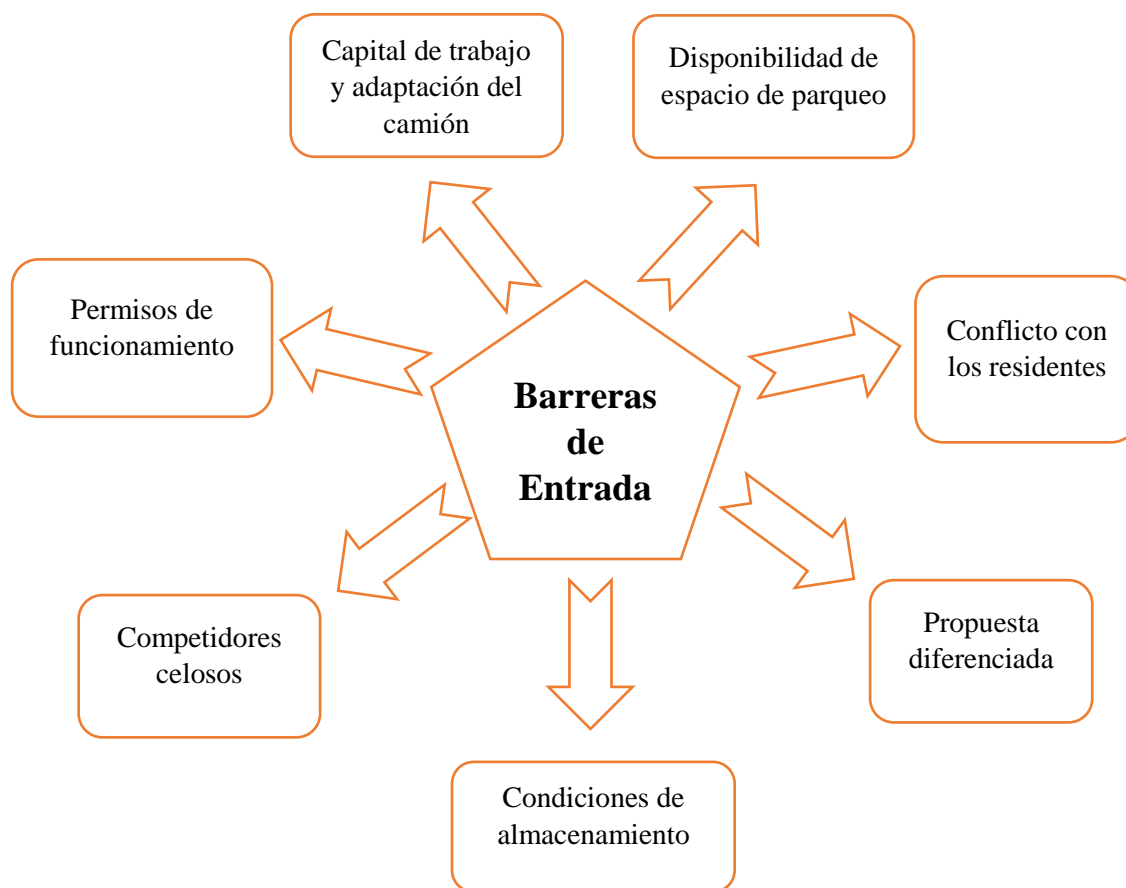 Capital de trabajo
y adaptación del
camión
Disponibilidad de
espacio de parqueo
Permisos de
funcionamiento
Conflicto con
los residentes
Barreras
de
Entrada
Competidores
celosos
Propuesta
diferenciada
Condiciones de
almacenamiento